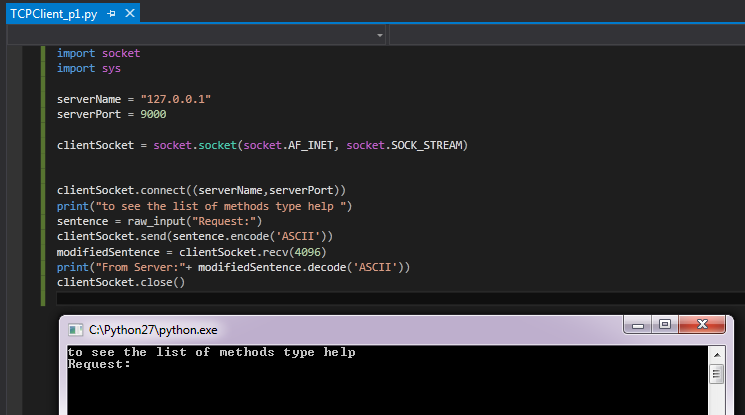 TCPClient_p1.py
import socket
import sys
serverName = "127.0.0.1"
serverPort = 9000
clientSocket = socket.socket(socket.AF_INET, socket.SOCK_STREAM)
clientSocket.connect((serverName,serverPort))
print("to see the list of methods type help ")
sentence = raw_input("Request:")
clientSocket.send(sentence.encode('ASCII'))
modifiedSentence = clientSocket.recv(4096)
print("From Server:"+ modifiedSentence.decode('ASCII'))
clientSocket.close()
C:\Python27\python.exe
to see the list of methods type help
Request: